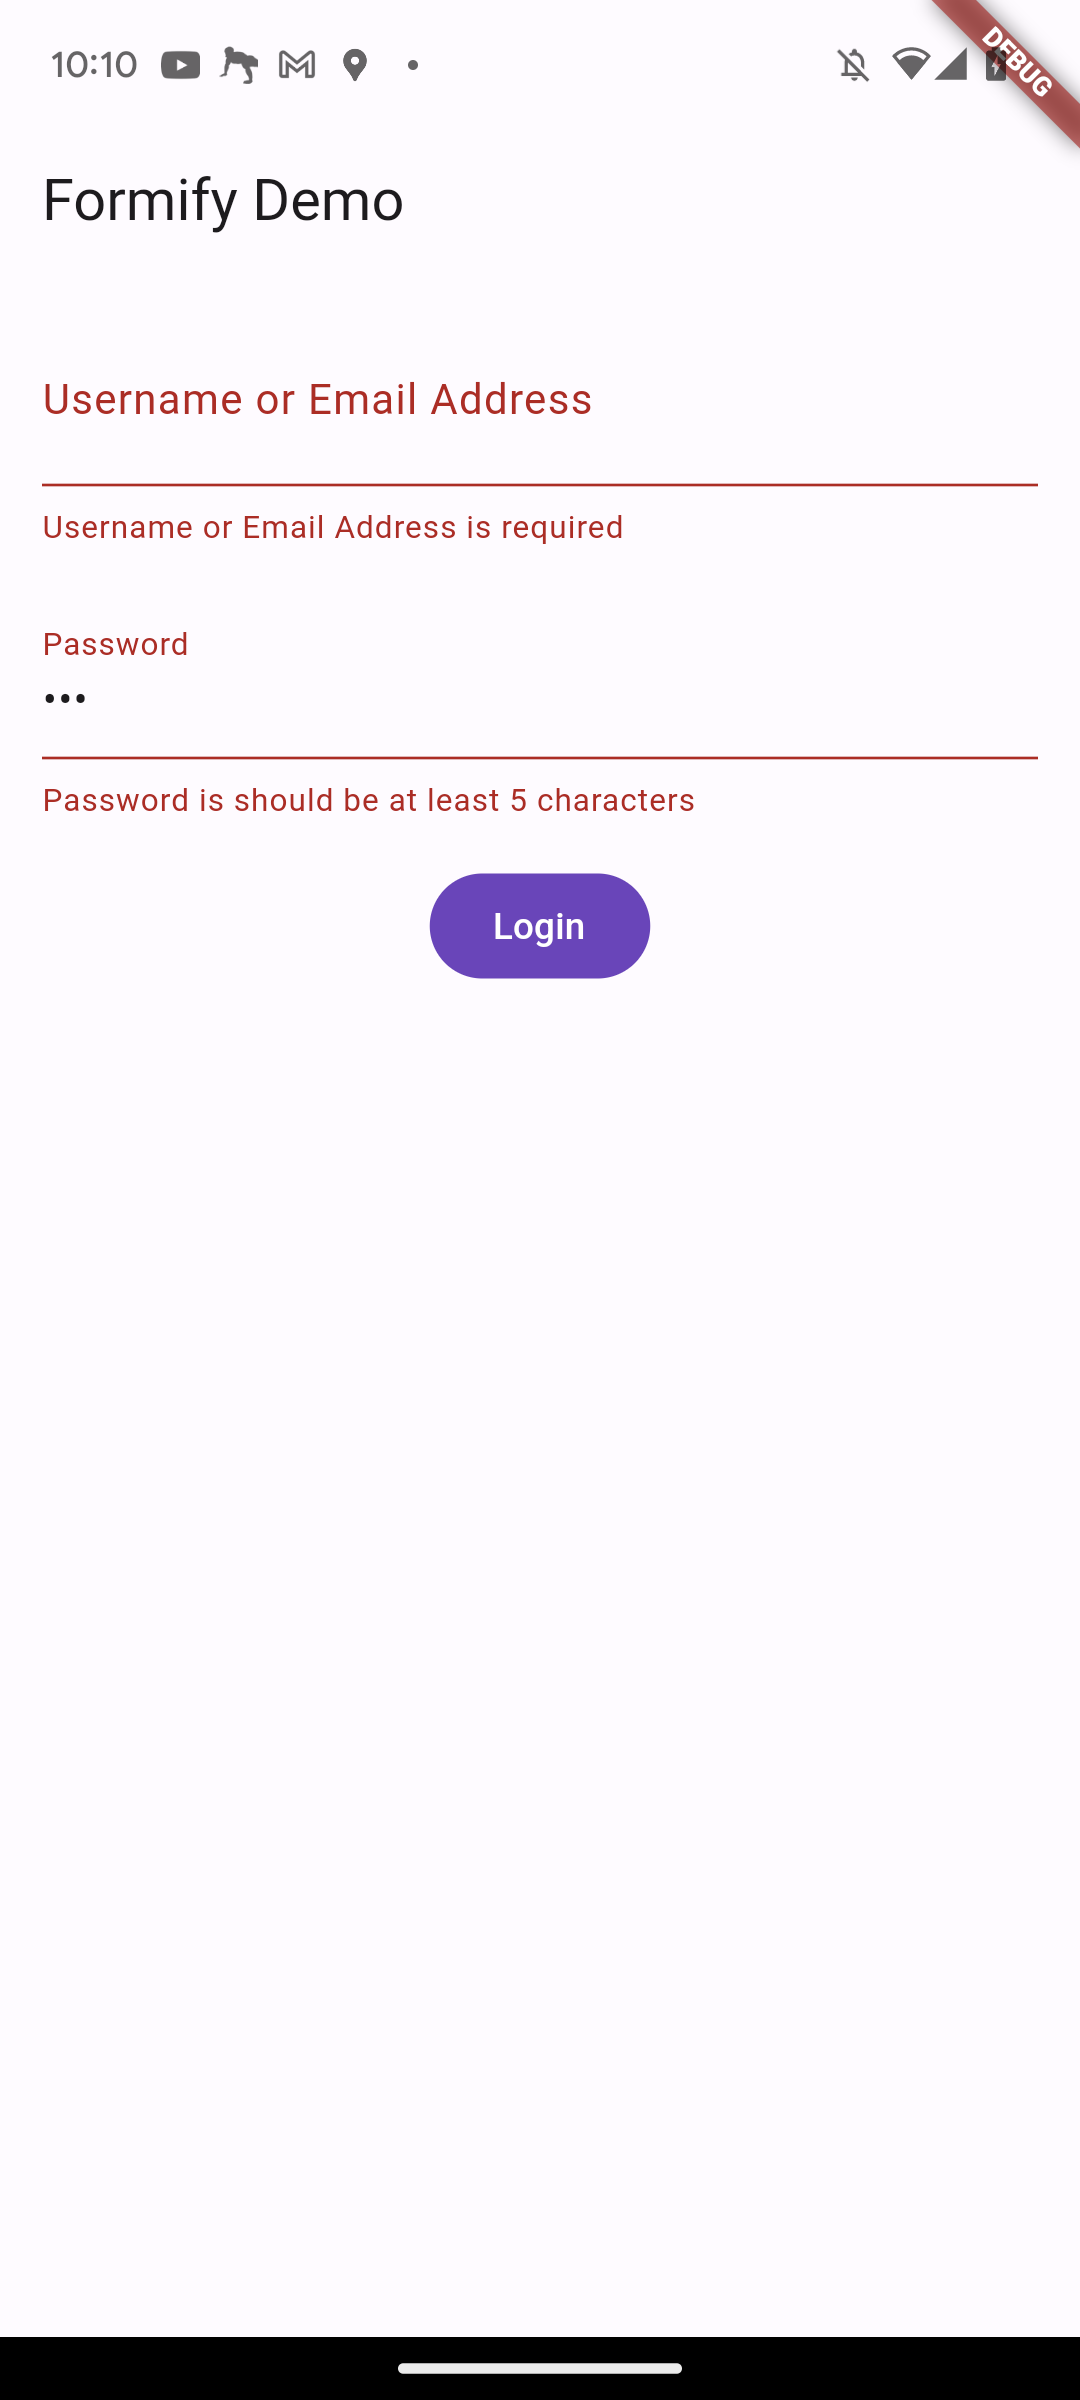 10:10
DEBUG
Formify Demo
Username or Email Address
Username or Email Address is required
Password
•••
Password is should be at least 5 characters
Login